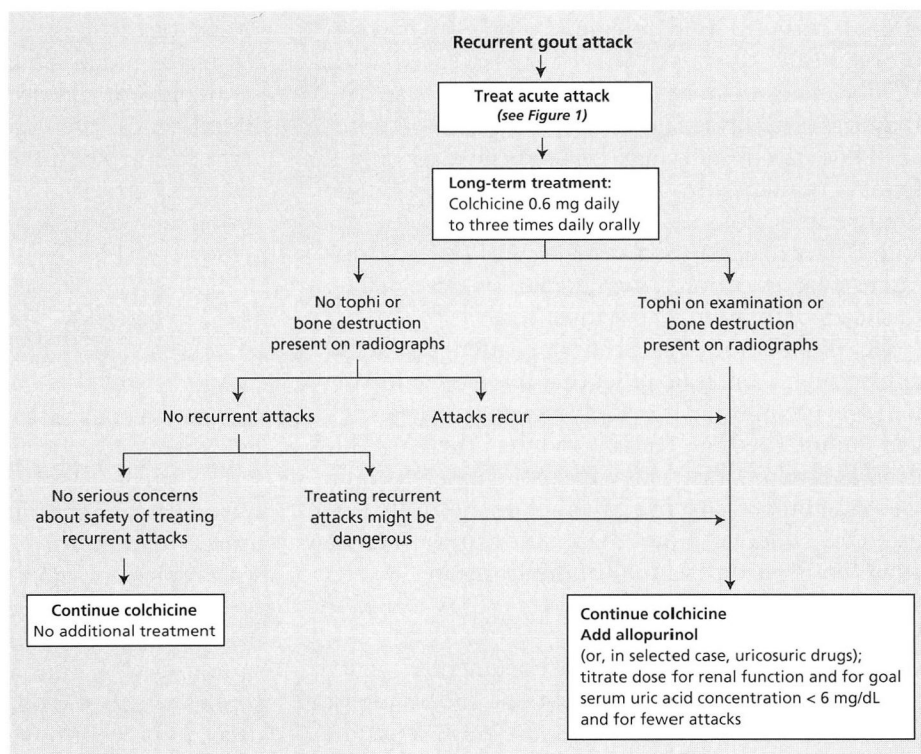 Recurrent gout attack
Treat acute attack
(see Figure 1)
Long-term treatment:
Colchicine 0.6 mg daily
to three times daily orally
No tophi or
bone destruction
present on radiographs
Tophi on examination or
bone destruction
present on radiographs
No recurrent attacks
Attacks recur
No serious concerns
about safety of treating
recurrent attacks
Treating recurrent
attacks might be
dangerous
Continue colchicine
No additional treatment
Continue colchicine
Add allopurinol
(or, in selected case, uricosuric drugs);
titrate dose for renal function and for goal
serum uric acid concentration < 6 mg/dL
and for fewer attacks